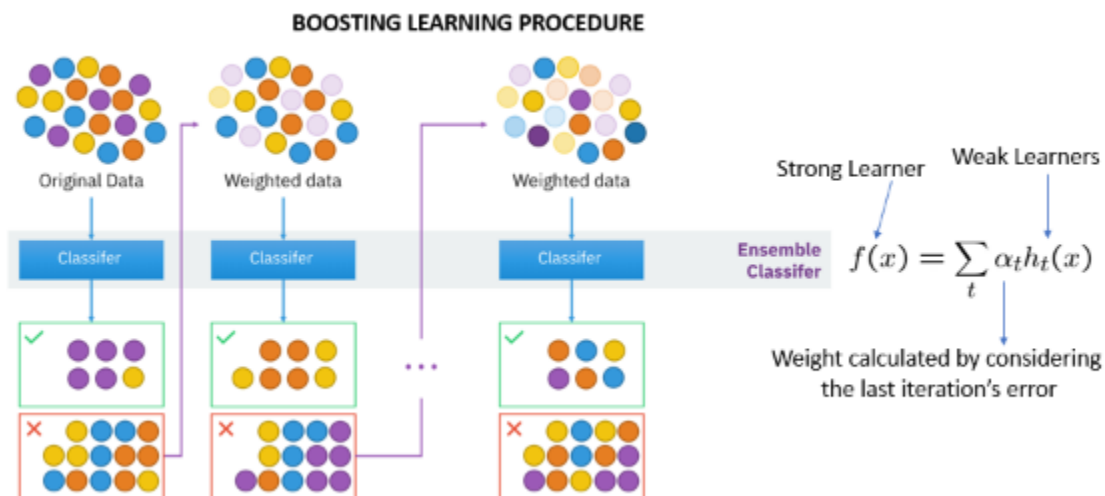 BOOSTING LEARNING PROCEDURE
Original Data
Weighted data
Weighted data
Classifer
Classifer
Classifer
Ensemble
Classifer
Strong Learner
Weak Learners
f(x) = ∑ₜ αₜhₜ(x)
Weight calculated by considering
the last iteration's error